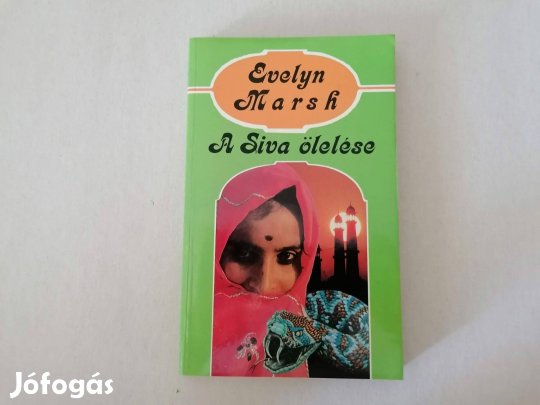 Evelyn
Marsh
A Siva ölelése
Jófogás